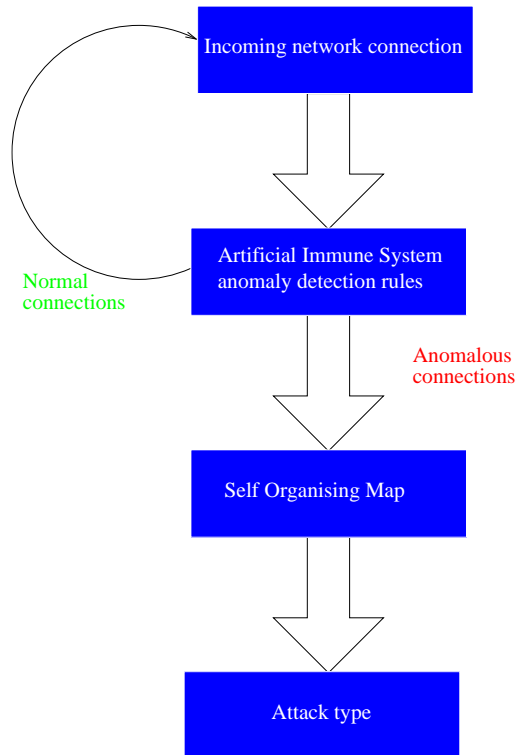 Incoming network connection
Artificial Immune System
anomaly detection rules
Normal
connections
Anomalous
connections
Self Organising Map
Attack type